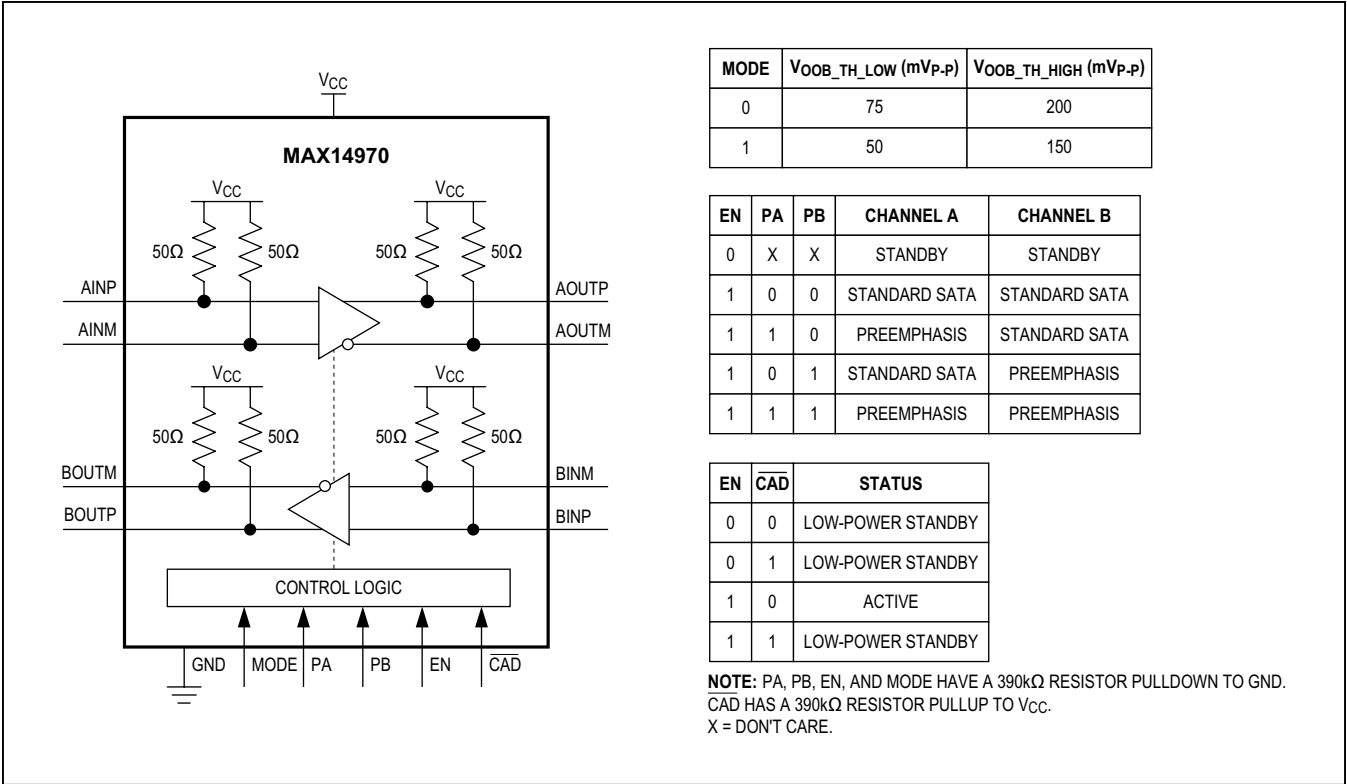 VCC
MAX14970
VCC VCC
50Ω 50Ω 50Ω 50Ω
AINP AOUTP
AINM AOUTM
VCC VCC
50Ω 50Ω 50Ω 50Ω
BOUTM BINM
BOUTP BINP
CONTROL LOGIC
GND MODE PA PB EN C̅A̅D̅
MODE VOOB_TH_LOW (mVP-P) VOOB_TH_HIGH (mVP-P)
0 75 200
1 50 150
EN PA PB CHANNEL A CHANNEL B
0 X X STANDBY STANDBY
1 0 0 STANDARD SATA STANDARD SATA
1 1 0 PREEMPHASIS STANDARD SATA
1 0 1 STANDARD SATA PREEMPHASIS
1 1 1 PREEMPHASIS PREEMPHASIS
EN C̅A̅D̅ STATUS
0 0 LOW-POWER STANDBY
0 1 LOW-POWER STANDBY
1 0 ACTIVE
1 1 LOW-POWER STANDBY
NOTE: PA, PB, EN, AND MODE HAVE A 390kΩ RESISTOR PULLDOWN TO GND.
C̅A̅D̅ HAS A 390kΩ RESISTOR PULLUP TO VCC.
X = DON'T CARE.